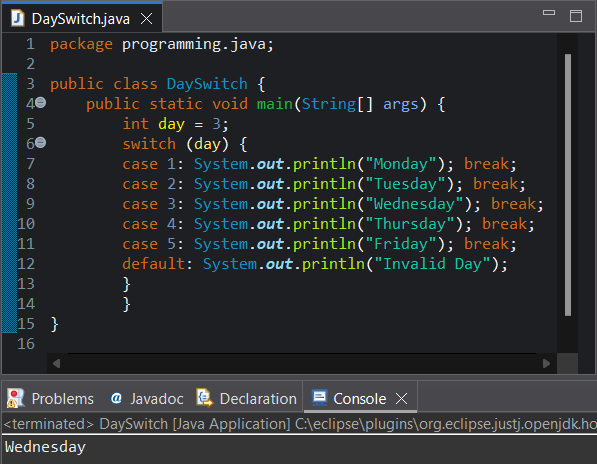 DaySwitch.java
1 package programming.java;
2
3 public class DaySwitch {
4 public static void main(String[] args) {
5 int day = 3;
6 switch (day) {
7 case 1: System.out.println("Monday"); break;
8 case 2: System.out.println("Tuesday"); break;
9 case 3: System.out.println("Wednesday"); break;
10 case 4: System.out.println("Thursday"); break;
11 case 5: System.out.println("Friday"); break;
12 default: System.out.println("Invalid Day");
13 }
14 }
15 }
16
Problems @ Javadoc Declaration Console
<terminated> DaySwitch [Java Application] C:\eclipse\plugins\org.eclipse.justj.openjdk.ho
Wednesday